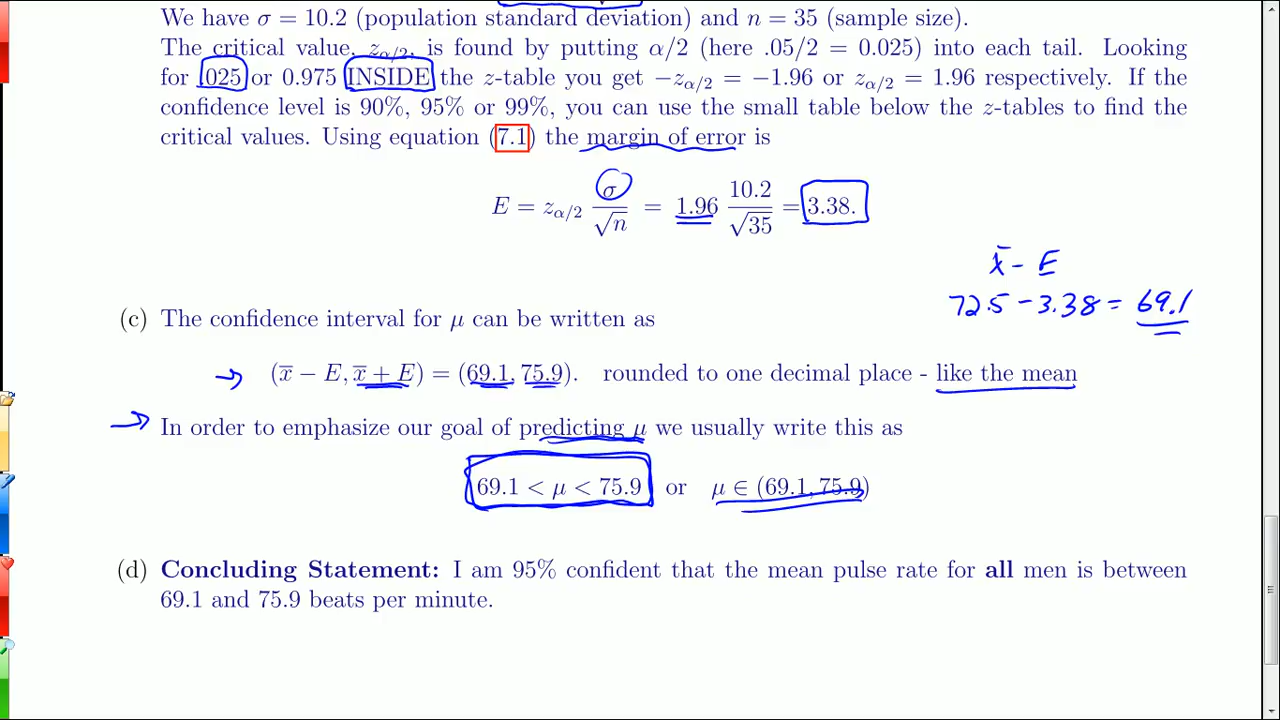 We have σ = 10.2 (population standard deviation) and n = 35 (sample size).
The critical value, zα/2, is found by putting α/2 (here .05/2 = 0.025) into each tail. Looking
for .025 or 0.975 INSIDE the z-table you get −zα/2 = −1.96 or zα/2 = 1.96 respectively. If the
confidence level is 90%, 95% or 99%, you can use the small table below the z-tables to find the
critical values. Using equation (7.1) the margin of error is
E = zα/2 σ/√n = 1.96 10.2/√35 = 3.38.
x̄ − E
72.5 − 3.38 = 69.1
(c) The confidence interval for μ can be written as
(x̄ − E, x̄ + E) = (69.1, 75.9). rounded to one decimal place - like the mean
In order to emphasize our goal of predicting μ we usually write this as
69.1 < μ < 75.9 or μ ∈ (69.1, 75.9)
(d) Concluding Statement: I am 95% confident that the mean pulse rate for all men is between
69.1 and 75.9 beats per minute.